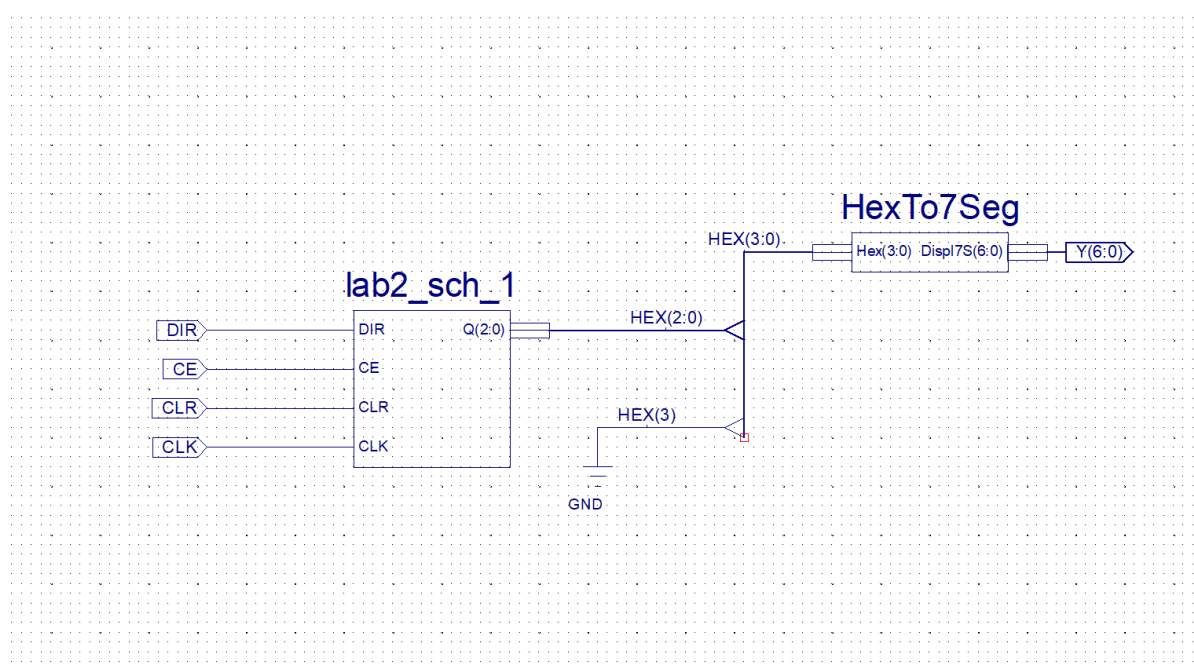 HexTo7Seg
HEX(3:0)
Hex(3:0) Displ7S(6:0)
Y(6:0)
lab2_sch_1
HEX(2:0)
DIR
DIR
Q(2:0)
CE
CE
CLR
CLR
HEX(3)
CLK
CLK
GND